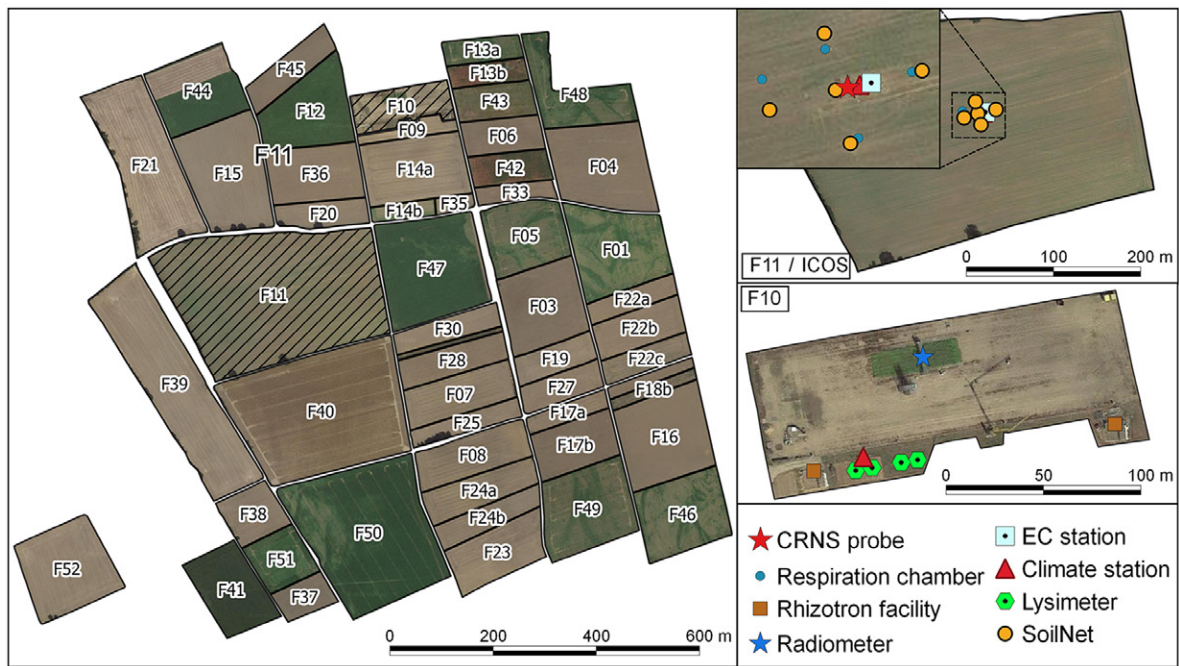 F44
F45
F21
F15
F12
F11
F36
F20
F10
F09
F14a
F14b
F35
F13a
F13b
F43
F06
F42
F33
F48
F04
F11
F47
F05
F01
F03
F22a
F22b
F22c
F30
F28
F07
F25
F19
F27
F18b
F17a
F17b
F16
F39
F40
F08
F24a
F24b
F23
F49
F46
F38
F50
F51
F41
F37
F52
0 200 400 600 m
F11 / ICOS
0 100 200 m
F10
0 50 100 m
CRNS probe
Respiration chamber
Rhizotron facility
Radiometer
EC station
Climate station
Lysimeter
SoilNet